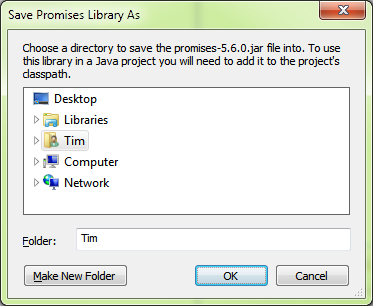 Save Promises Library As
Choose a directory to save the promises-5.6.0.jar file into. To use
this library in a Java project you will need to add it to the project's
classpath.
Desktop
Libraries
Tim
Computer
Network
Folder: Tim
Make New Folder OK Cancel